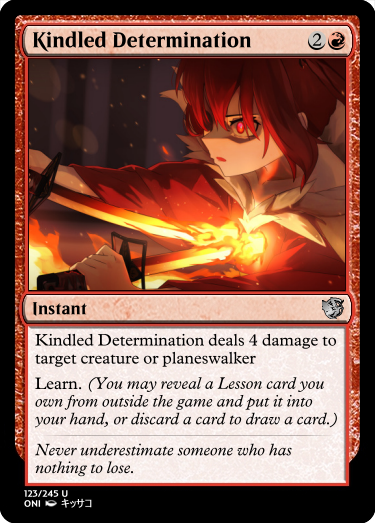 Kindled Determination 2
Instant
Kindled Determination deals 4 damage to
target creature or planeswalker
Learn. (You may reveal a Lesson card you
own from outside the game and put it into
your hand, or discard a card to draw a card.)
Never underestimate someone who has
nothing to lose.
123/245 U
ONI キッサコ